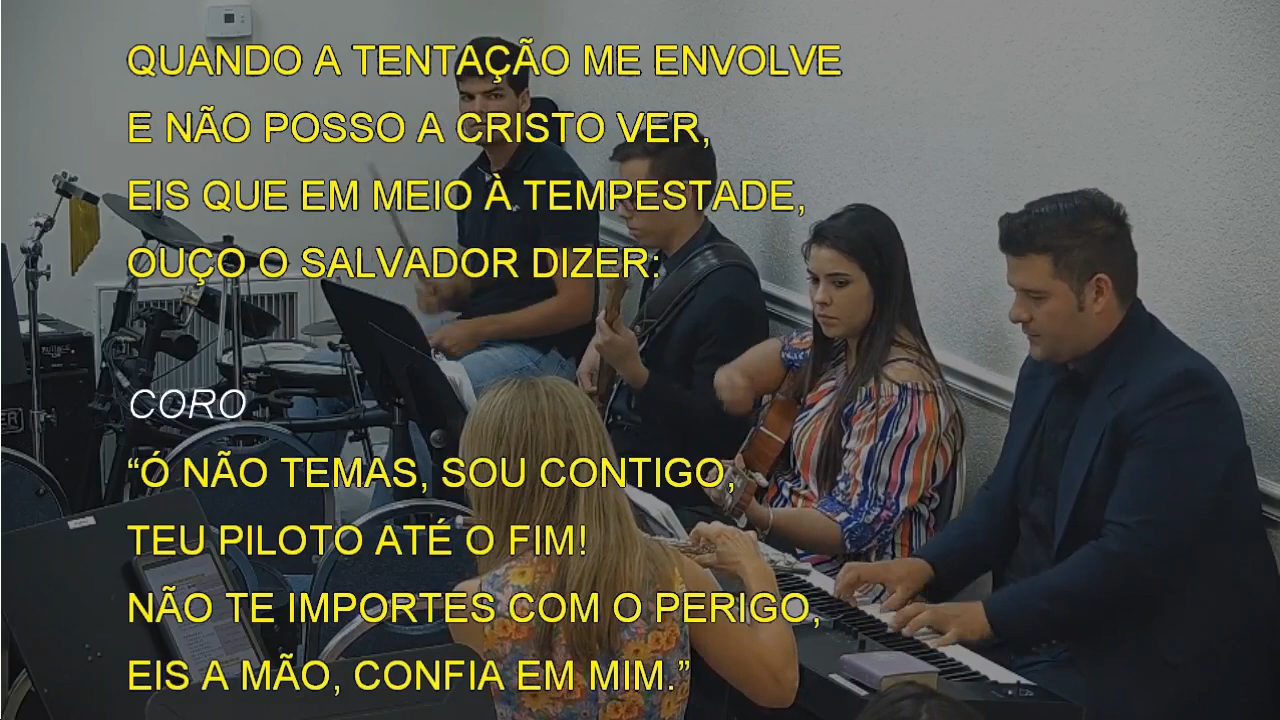 QUANDO A TENTAÇÃO ME ENVOLVE
E NÃO POSSO A CRISTO VER,
EIS QUE EM MEIO À TEMPESTADE,
OUÇO O SALVADOR DIZER:
CORO
“Ó NÃO TEMAS, SOU CONTIGO,
TEU PILOTO ATÉ O FIM!
NÃO TE IMPORTES COM O PERIGO,
EIS A MÃO, CONFIA EM MIM.”